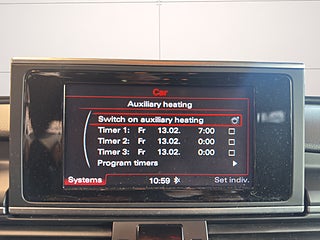 Car
Auxiliary heating
Switch on auxiliary heating
Timer 1: Fr 13.02. 7:00
Timer 2: Fr 13.02. 0:00
Timer 3: Fr 13.02. 0:00
Program timers
Systems 10:59 Set indiv.